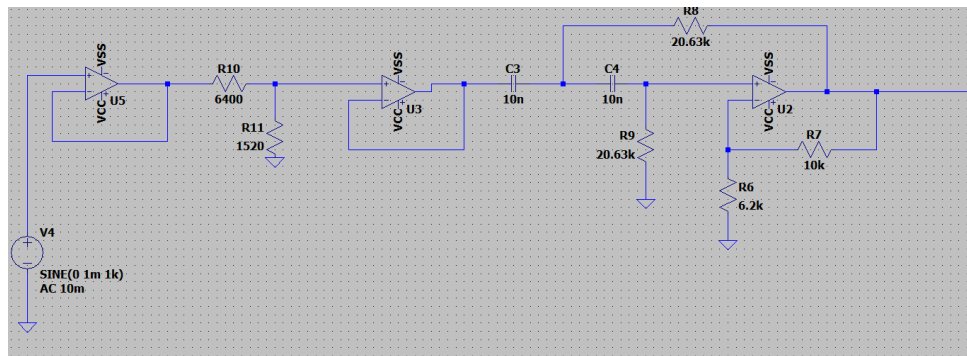 R8
20.63k
VSS
VCC
U5
R10
6400
R11
1520
VSS
VCC
U3
C3
10n
C4
10n
R9
20.63k
VSS
VCC
U2
R7
10k
R6
6.2k
V4
SINE(0 1m 1k)
AC 10m